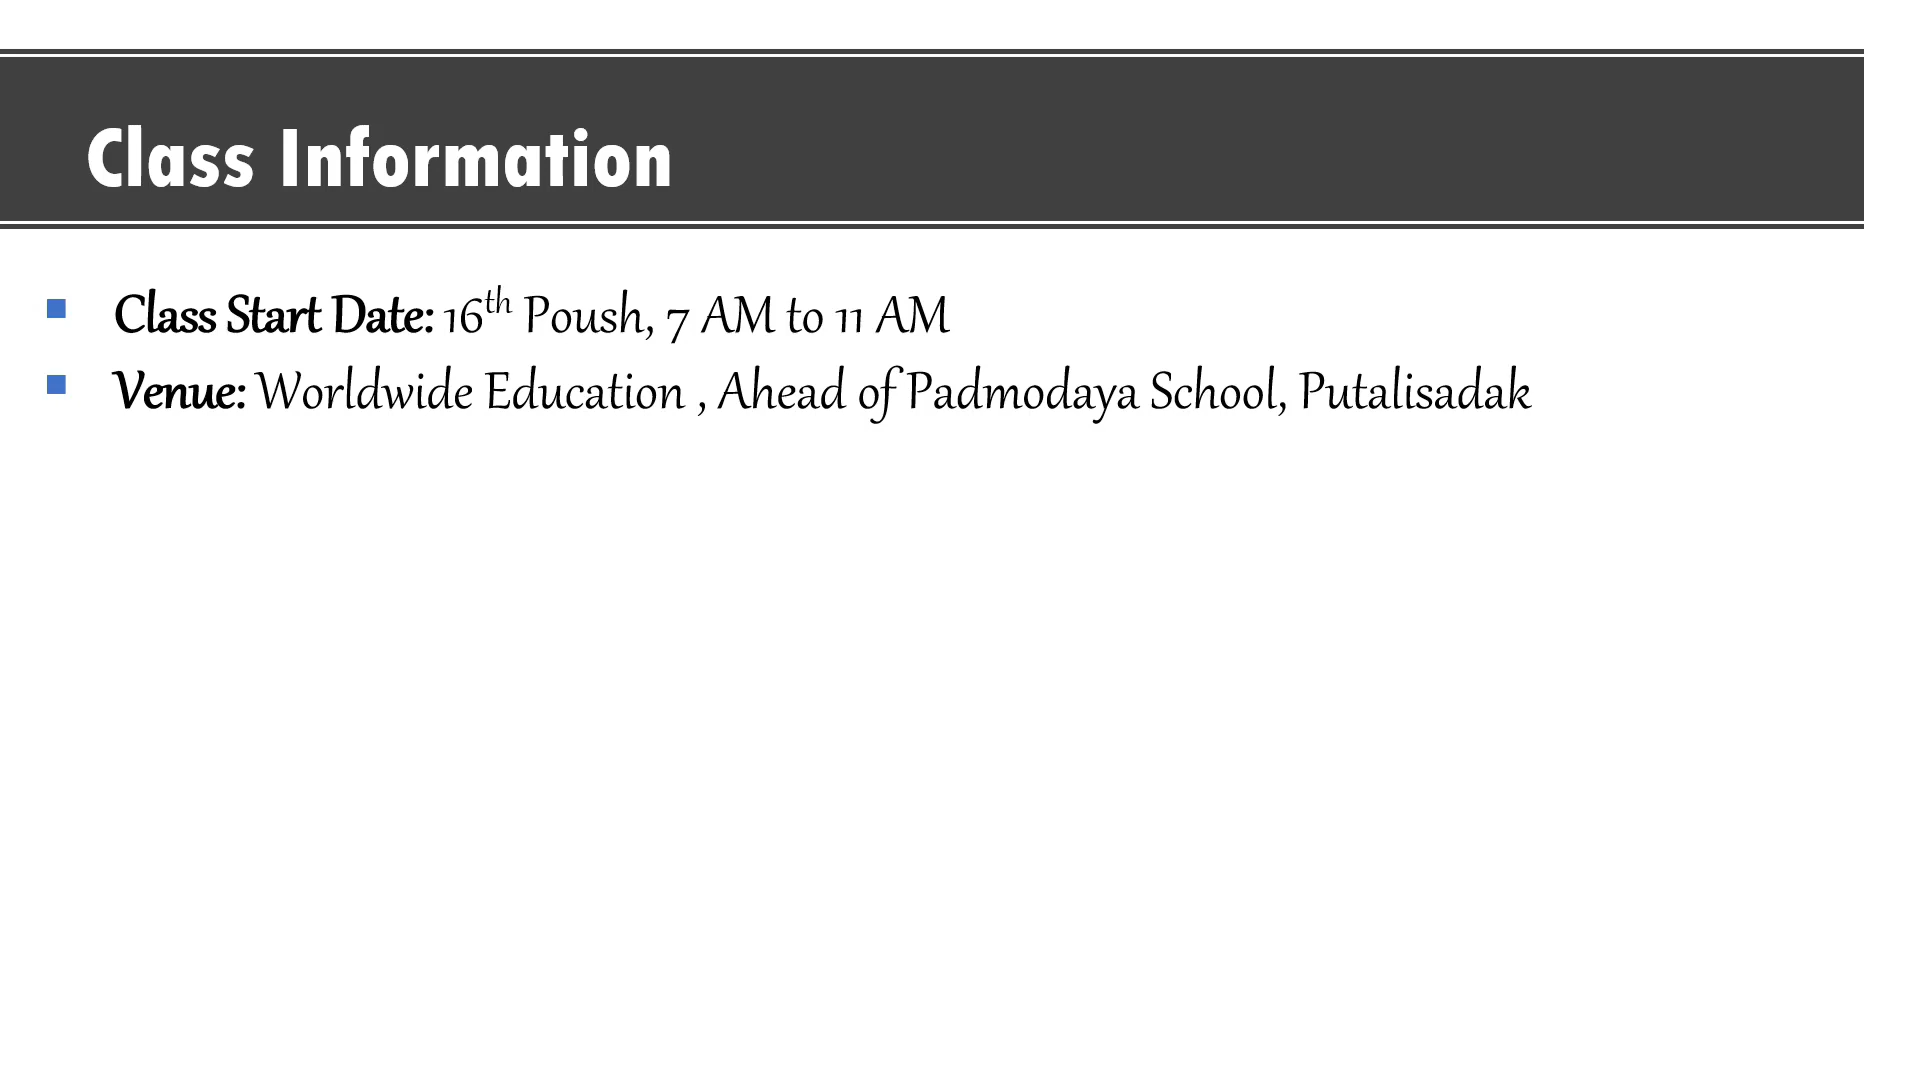 Class Information
Class Start Date: 16th Poush, 7 AM to 11 AM
Venue: Worldwide Education , Ahead of Padmodaya School, Putalisadak